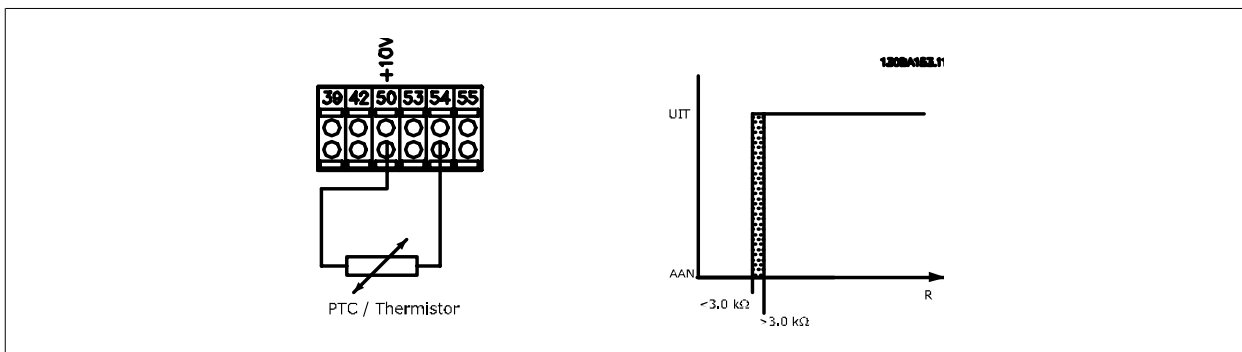 +10V
39 42 50 53 54 55
PTC / Thermistor
130BA153.11
UIT
AAN
R
<3.0 kΩ
>3.0 kΩ